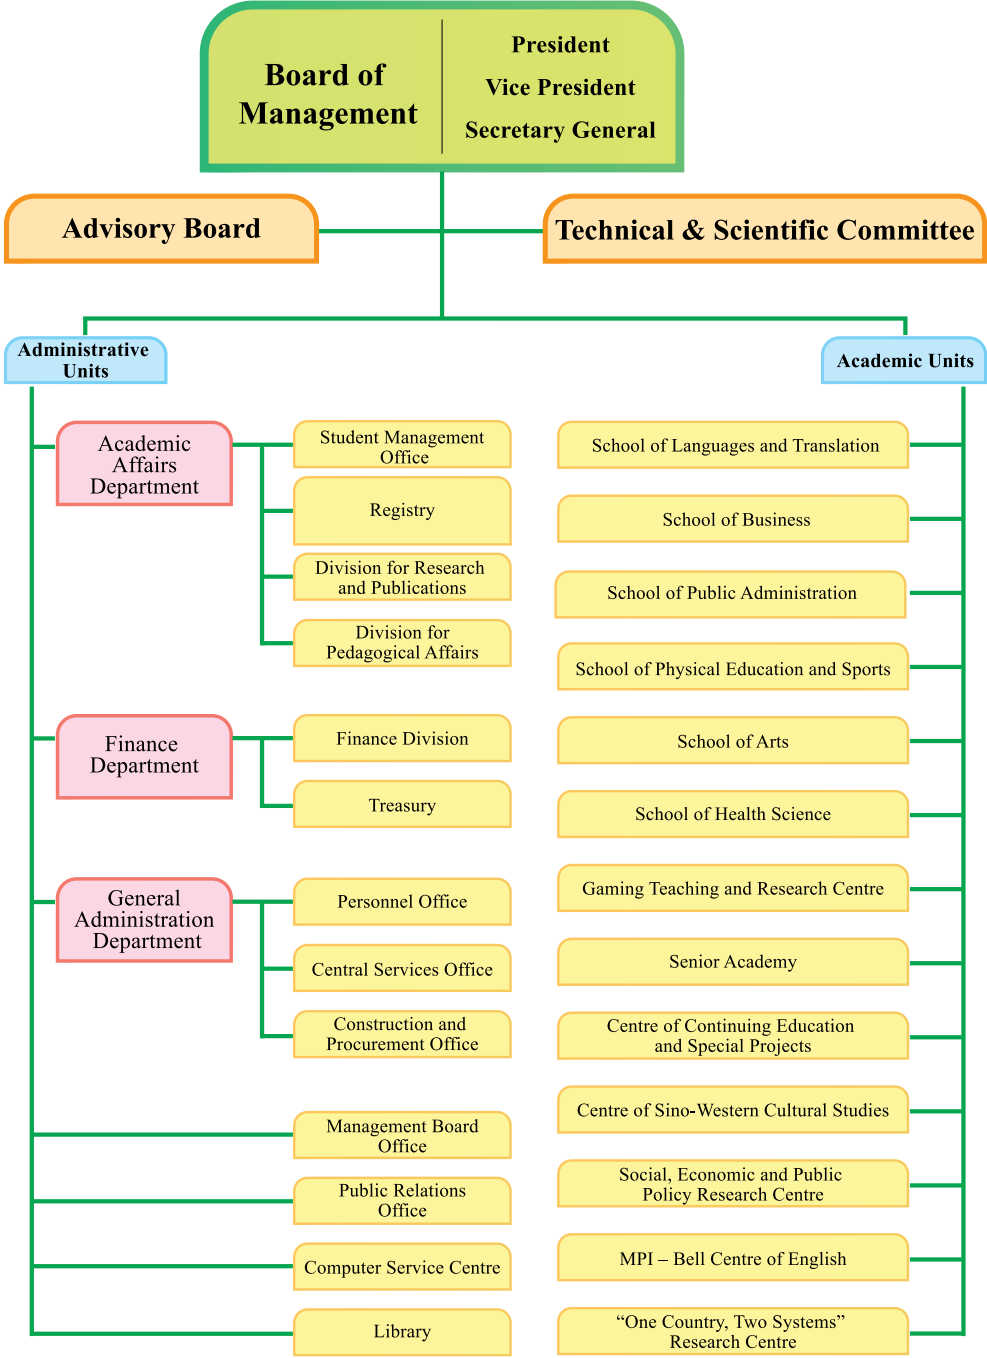 Board of
Management
President
Vice President
Secretary General
Advisory Board
Technical & Scientific Committee
Administrative
Units
Academic Units
Academic
Affairs
Department
Student Management
Office
Registry
Division for Research
and Publications
Division for
Pedagogical Affairs
Finance
Department
Finance Division
Treasury
General
Administration
Department
Personnel Office
Central Services Office
Construction and
Procurement Office
Management Board
Office
Public Relations
Office
Computer Service Centre
Library
School of Languages and Translation
School of Business
School of Public Administration
School of Physical Education and Sports
School of Arts
School of Health Science
Gaming Teaching and Research Centre
Senior Academy
Centre of Continuing Education
and Special Projects
Centre of Sino-Western Cultural Studies
Social, Economic and Public
Policy Research Centre
MPI – Bell Centre of English
“One Country, Two Systems”
Research Centre